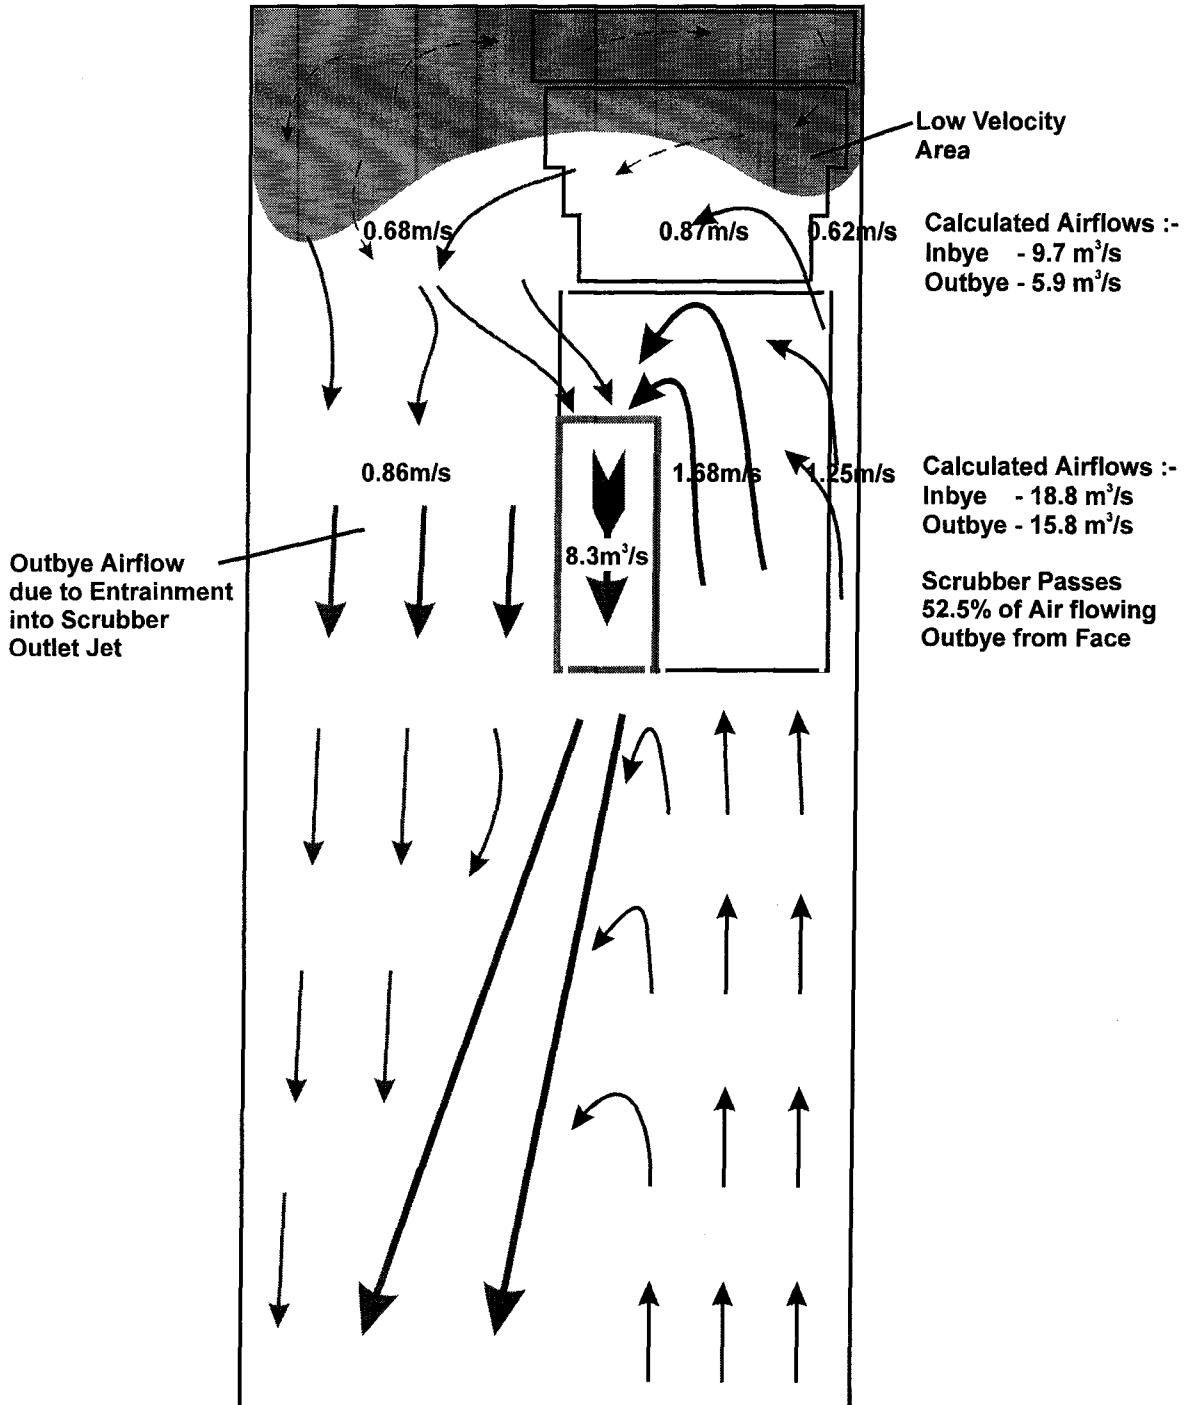 Low Velocity
Area
0.68m/s
0.87m/s
0.62m/s
Calculated Airflows :-
Inbye - 9.7 m³/s
Outbye - 5.9 m³/s
0.86m/s
1.68m/s
1.25m/s
Calculated Airflows :-
Inbye - 18.8 m³/s
Outbye - 15.8 m³/s
8.3m³/s
Outbye Airflow
due to Entrainment
into Scrubber
Outlet Jet
Scrubber Passes
52.5% of Air flowing
Outbye from Face